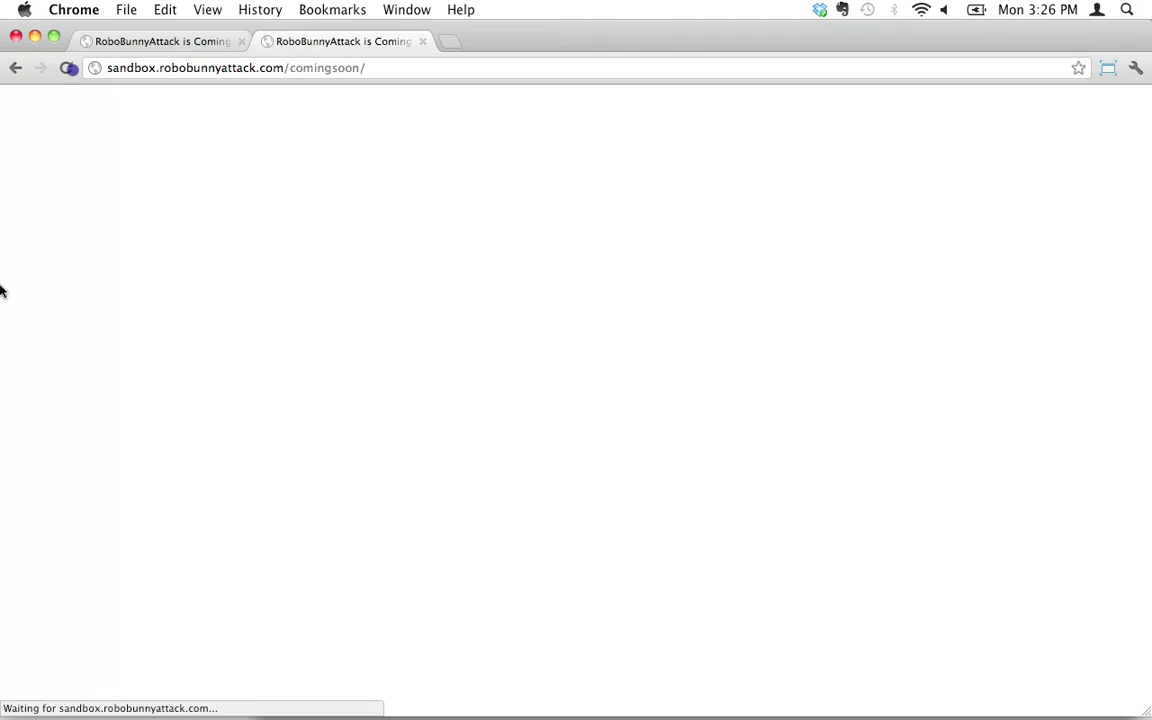 Chrome File Edit View History Bookmarks Window Help Mon 3:26 PM
RoboBunnyAttack is Coming RoboBunnyAttack is Coming
sandbox.robobunnyattack.com/comingsoon/
Waiting for sandbox.robobunnyattack.com...